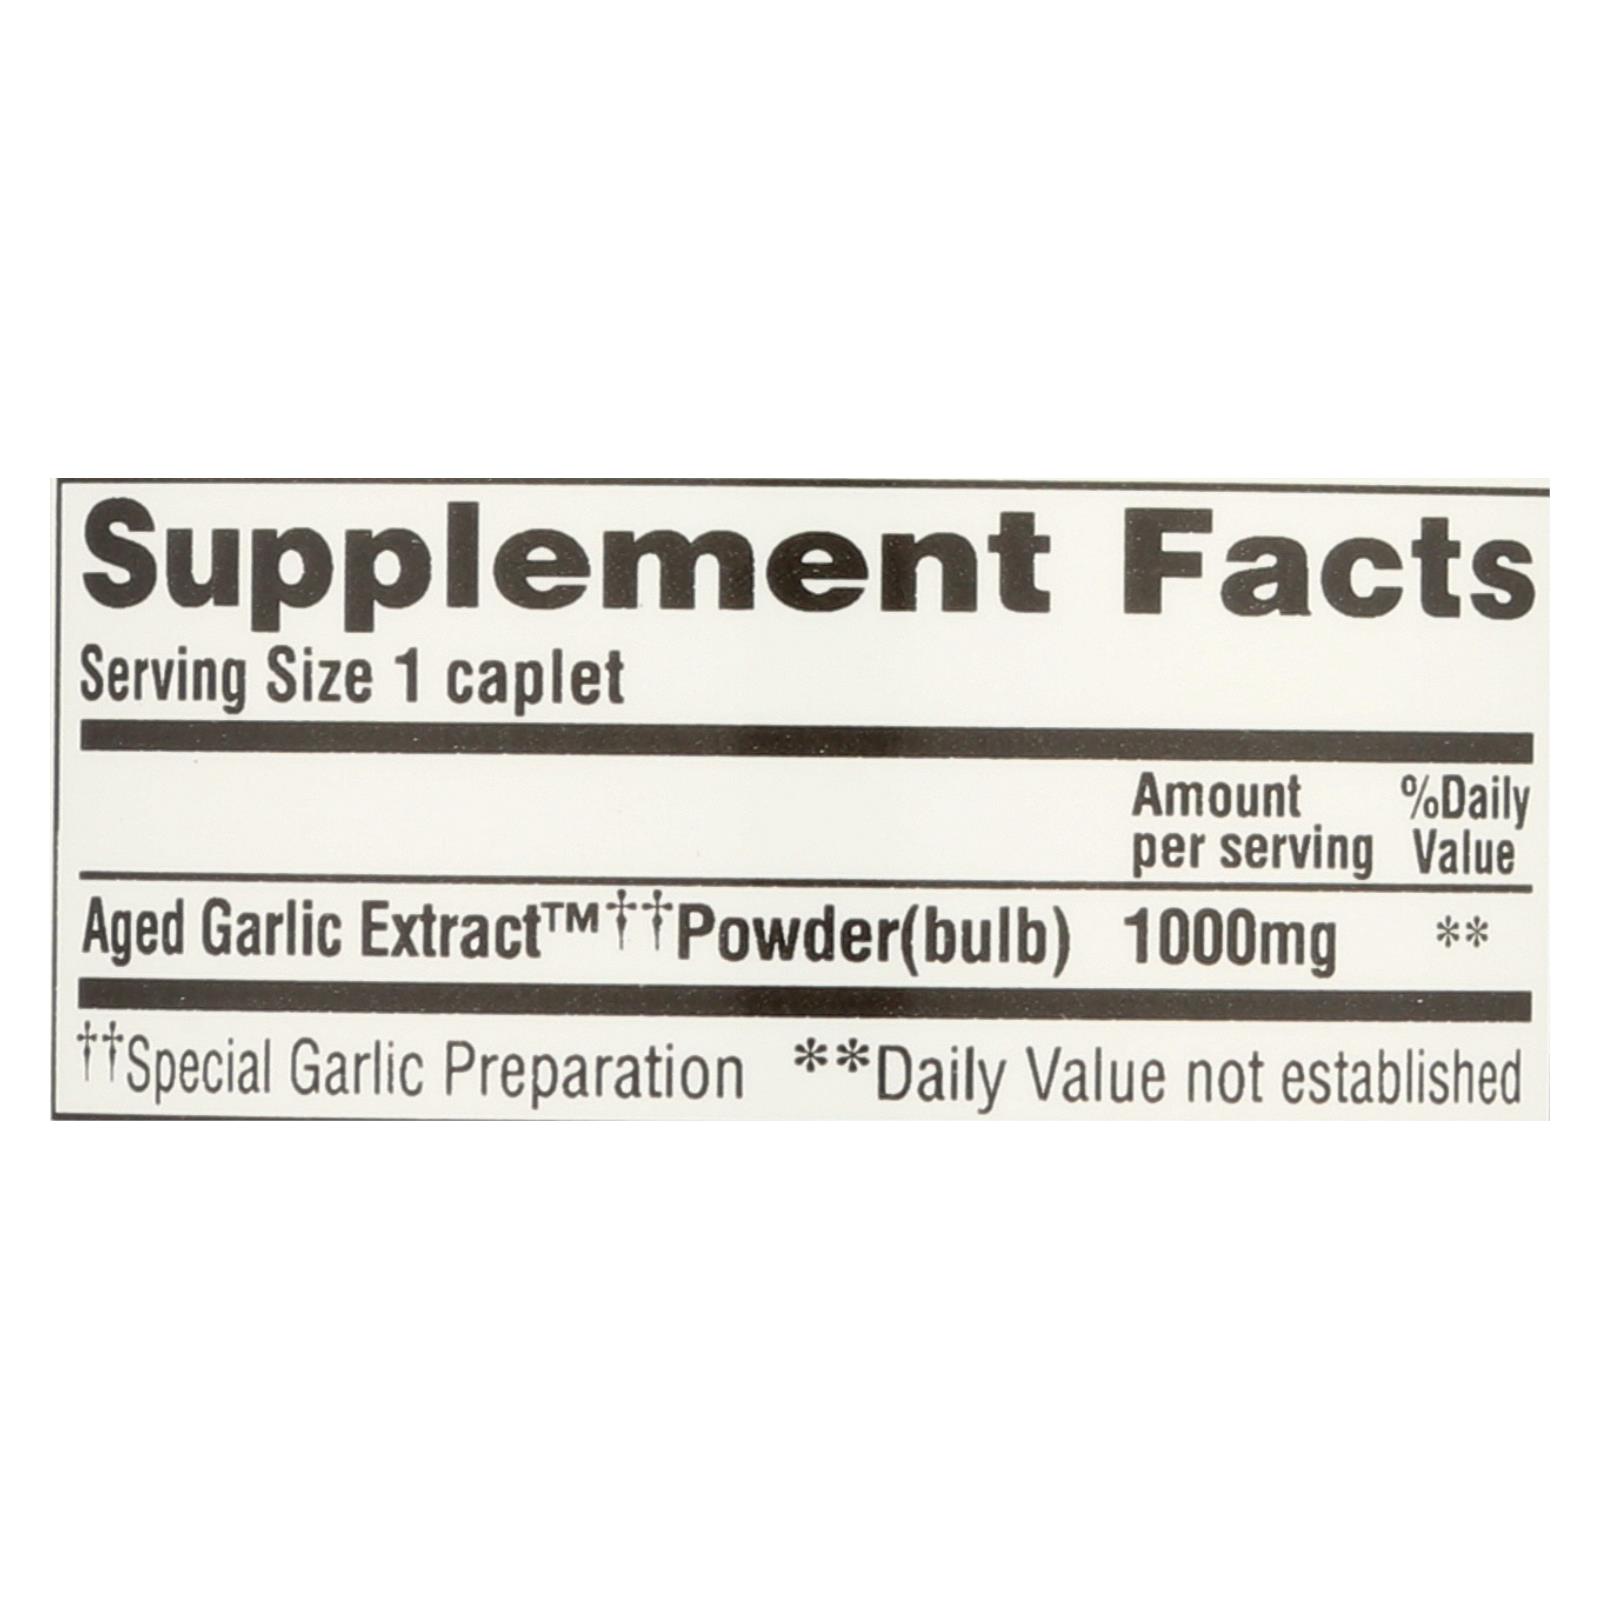 Supplement Facts
Serving Size 1 caplet
Amount per serving
%Daily Value
Aged Garlic Extract™††Powder(bulb) 1000mg **
††Special Garlic Preparation **Daily Value not established